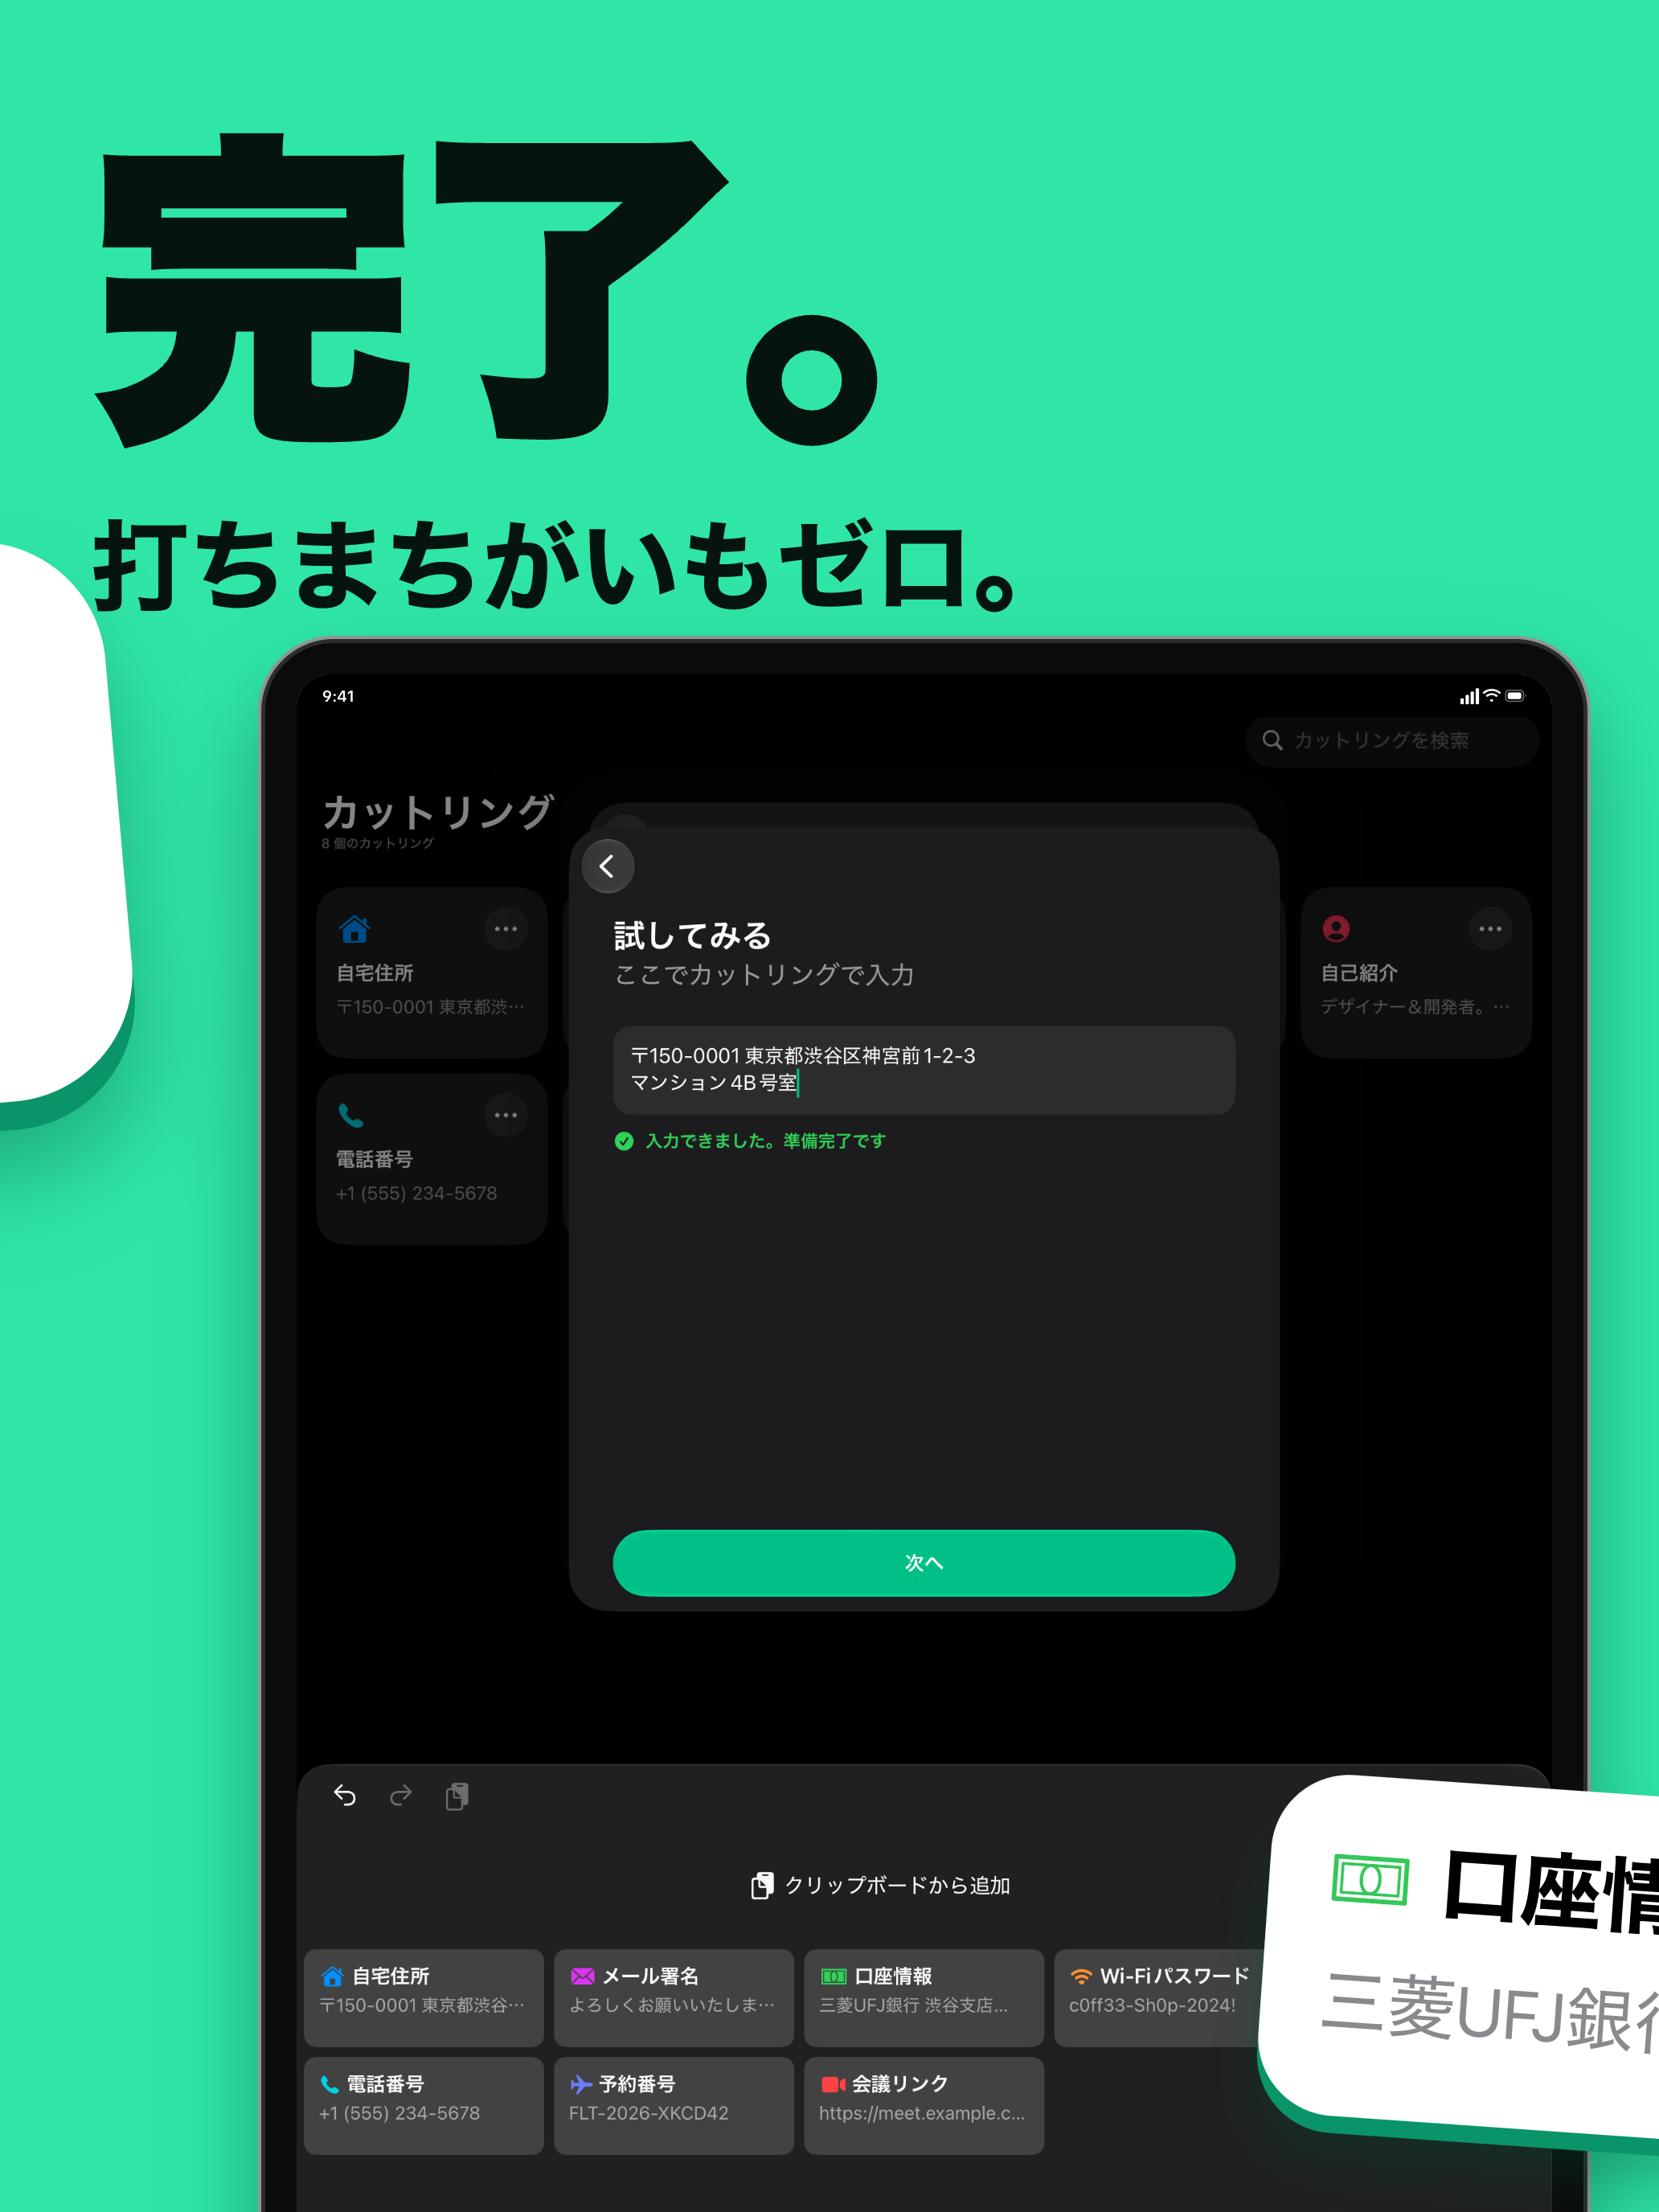 完了。
打ちまちがいもゼロ。
9:41
カットリングを検索
カットリング
8 個のカットリング
自宅住所
〒150-0001 東京都渋…
電話番号
+1 (555) 234-5678
自己紹介
デザイナー＆開発者。…
試してみる
ここでカットリングで入力
〒150-0001 東京都渋谷区神宮前 1-2-3
マンション 4B 号室
入力できました。準備完了です
次へ
クリップボードから追加
自宅住所
〒150-0001 東京都渋谷…
メール署名
よろしくお願いいたしま…
口座情報
三菱UFJ銀行 渋谷支店...
Wi-Fi パスワード
c0ff33-Sh0p-2024!
電話番号
+1 (555) 234-5678
予約番号
FLT-2026-XKCD42
会議リンク
https://meet.example.c...
口座情
三菱UFJ銀行